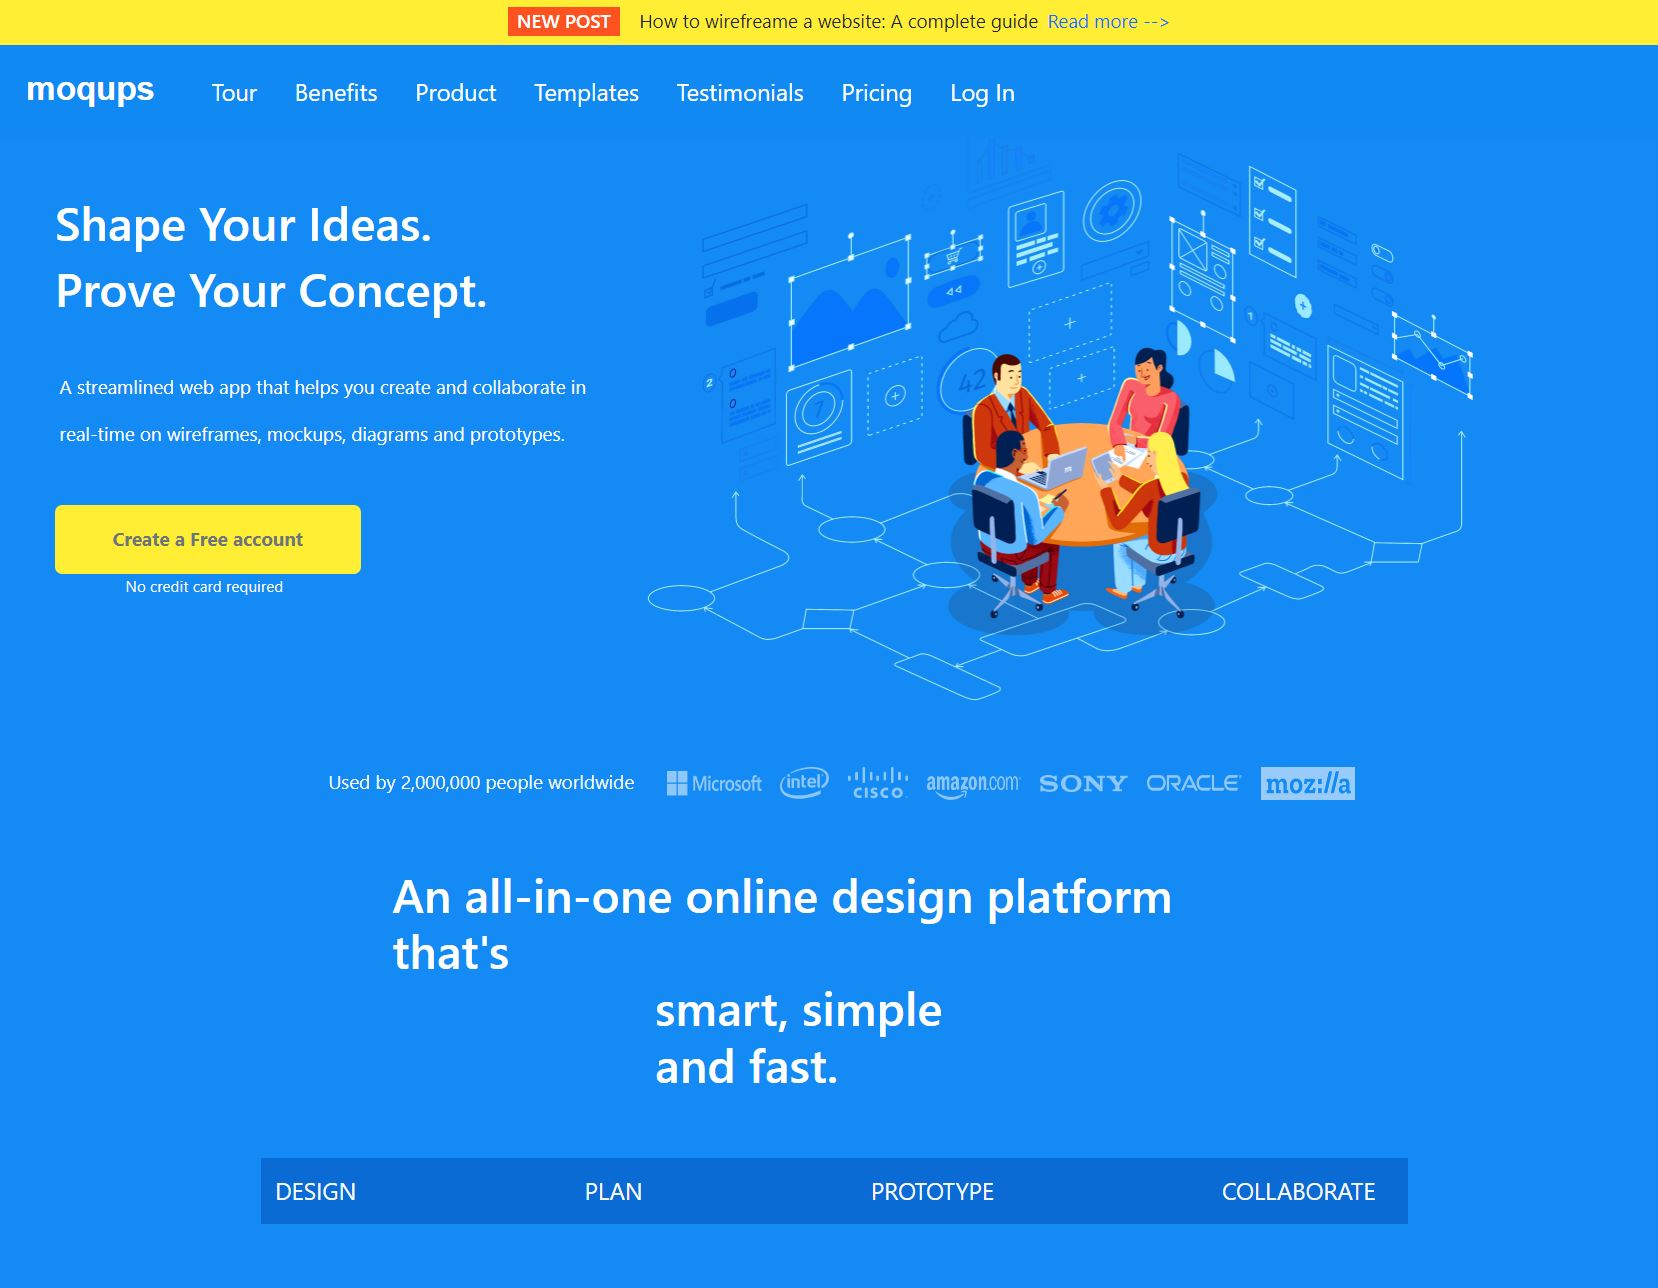 NEW POST How to wirefreame a website: A complete guide Read more -->
moqups Tour Benefits Product Templates Testimonials Pricing Log In
Shape Your Ideas.
Prove Your Concept.
A streamlined web app that helps you create and collaborate in
real-time on wireframes, mockups, diagrams and prototypes.
Create a Free account
No credit card required
2
7
42
1
Used by 2,000,000 people worldwide Microsoft intel CISCO amazon.com SONY ORACLE moz://a
An all-in-one online design platform
that's
smart, simple
and fast.
DESIGN PLAN PROTOTYPE COLLABORATE